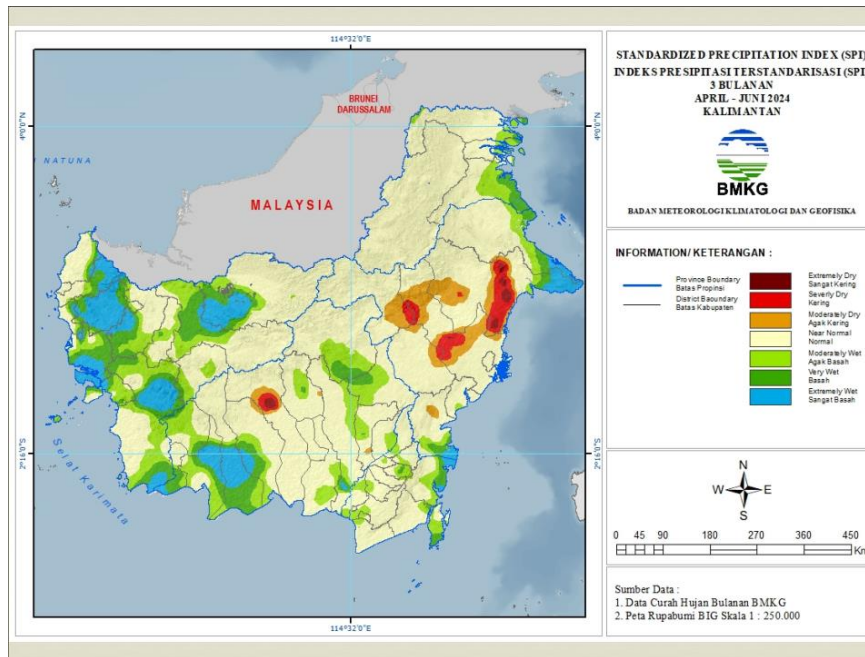 114°32'0"E
BRUNEI
DARUSSALAM
4°0'0"N
4°0'0"N
NATUNA
MALAYSIA
2°16'0"S
2°16'0"S
Selat Karimata
114°32'0"E
STANDARDIZED PRECIPITATION INDEX (SPI)
INDEKS PRESIPITASI TERSTANDARISASI (SPI
3 BULANAN
APRIL - JUNI 2024
KALIMANTAN
BMKG
BADAN METEOROLOGI KLIMATOLOGI DAN GEOFISIKA
INFORMATION/ KETERANGAN :
Province Boundary
Batas Propinsi
District Baoundary
Batas Kabupaten
Extremely Dry
Sangat Kering
Severly Dry
Kering
Moderately Dry
Agak Kering
Near Normal
Normal
Moderately Wet
Agak Basah
Very Wet
Basah
Extremely Wet
Sangat Basah
N
W E
S
0 45 90 180 270 360 450
Km
Sumber Data :
1. Data Curah Hujan Bulanan BMKG
2. Peta Rupabumi BIG Skala 1 : 250.000